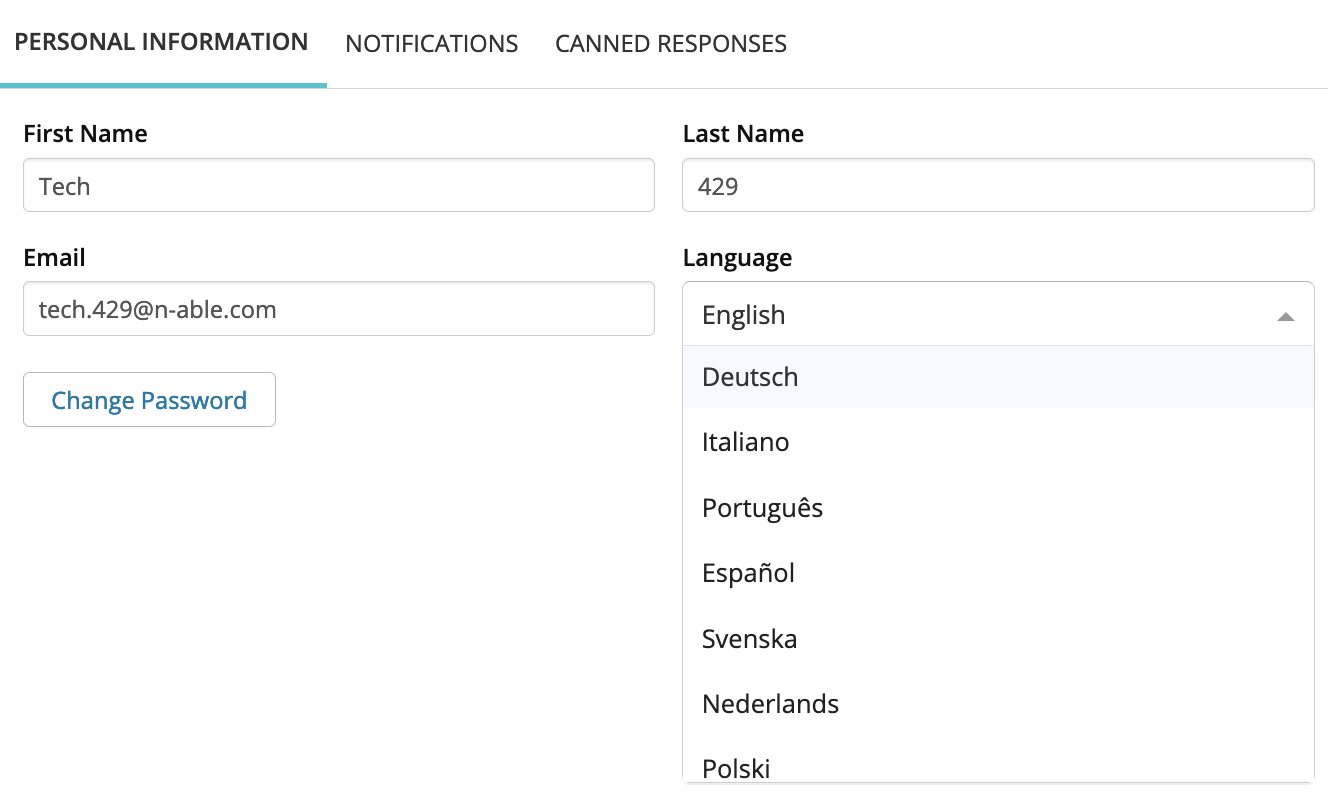 PERSONAL INFORMATION NOTIFICATIONS CANNED RESPONSES
First Name
Tech
Last Name
429
Email
tech.429@n-able.com
Change Password
Language
English
Deutsch
Italiano
Português
Español
Svenska
Nederlands
Polski